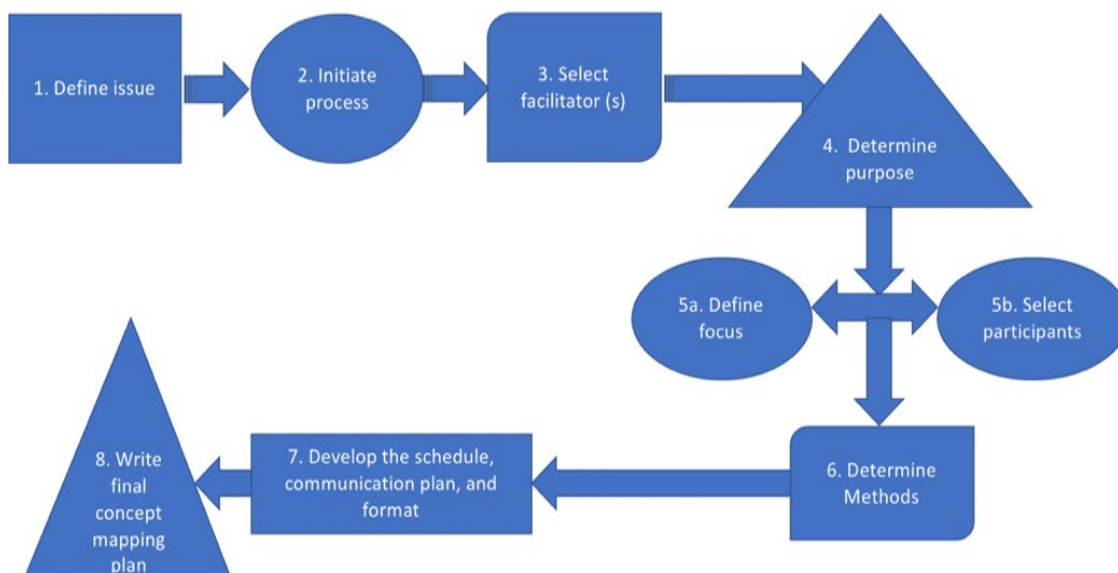 1. Define issue
2. Initiate
process
3. Select
facilitator (s)
4.  Determine
purpose
5a. Define
focus
5b. Select
participants
6. Determine
Methods
7. Develop the schedule,
communication plan, and
format
8. Write
final
concept
mapping
plan